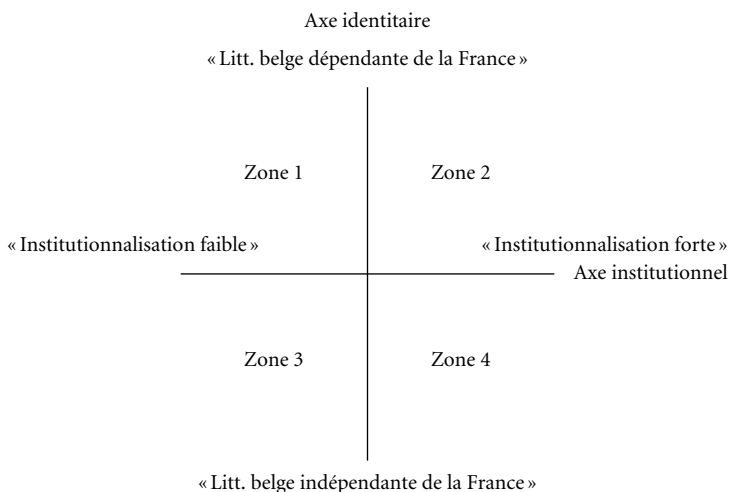 Axe identitaire
« Litt. belge dépendante de la France »
Zone 1
Zone 2
« Institutionnalisation faible »
« Institutionnalisation forte »
Axe institutionnel
Zone 3
Zone 4
« Litt. belge indépendante de la France »